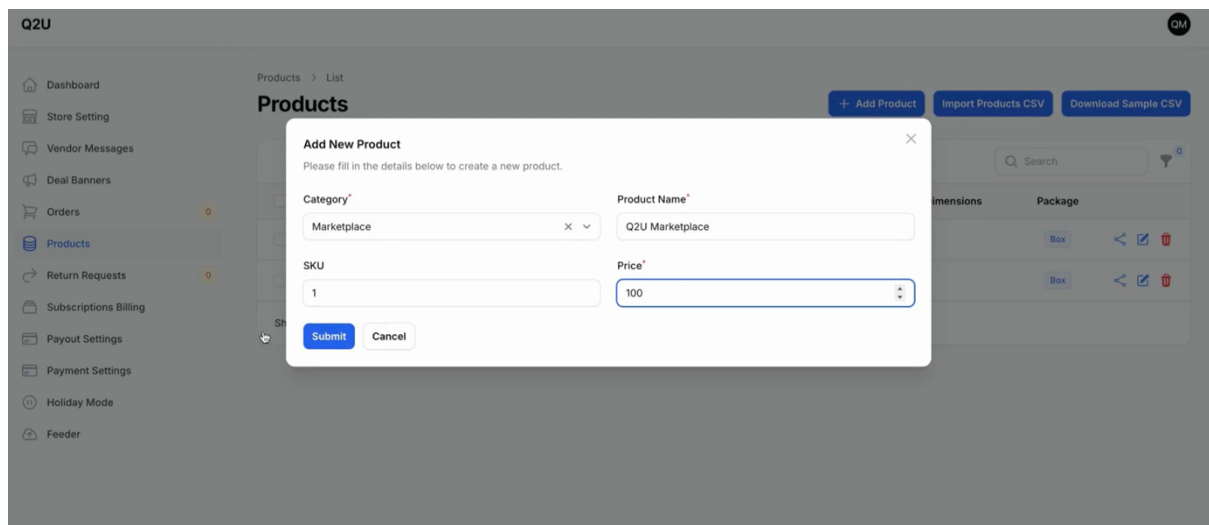 Q2U
QM
Dashboard
Store Setting
Vendor Messages
Deal Banners
Orders 0
Products
Return Requests 0
Subscriptions Billing
Payout Settings
Payment Settings
Holiday Mode
Feeder
Products > List
Products
+ Add Product
Import Products CSV
Download Sample CSV
Search
0
Package
Box
Box
Add New Product
Please fill in the details below to create a new product.
Category* Product Name*
Marketplace Q2U Marketplace
SKU Price*
1 100
Submit Cancel